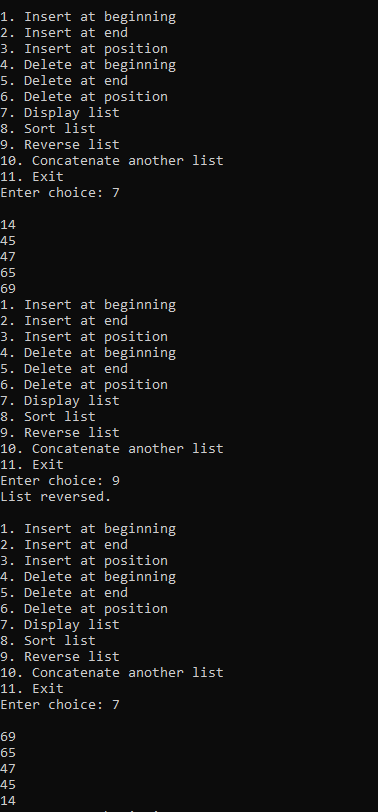 1. Insert at beginning
2. Insert at end
3. Insert at position
4. Delete at beginning
5. Delete at end
6. Delete at position
7. Display list
8. Sort list
9. Reverse list
10. Concatenate another list
11. Exit
Enter choice: 7
14
45
47
65
69
1. Insert at beginning
2. Insert at end
3. Insert at position
4. Delete at beginning
5. Delete at end
6. Delete at position
7. Display list
8. Sort list
9. Reverse list
10. Concatenate another list
11. Exit
Enter choice: 9
List reversed.
1. Insert at beginning
2. Insert at end
3. Insert at position
4. Delete at beginning
5. Delete at end
6. Delete at position
7. Display list
8. Sort list
9. Reverse list
10. Concatenate another list
11. Exit
Enter choice: 7
69
65
47
45
14